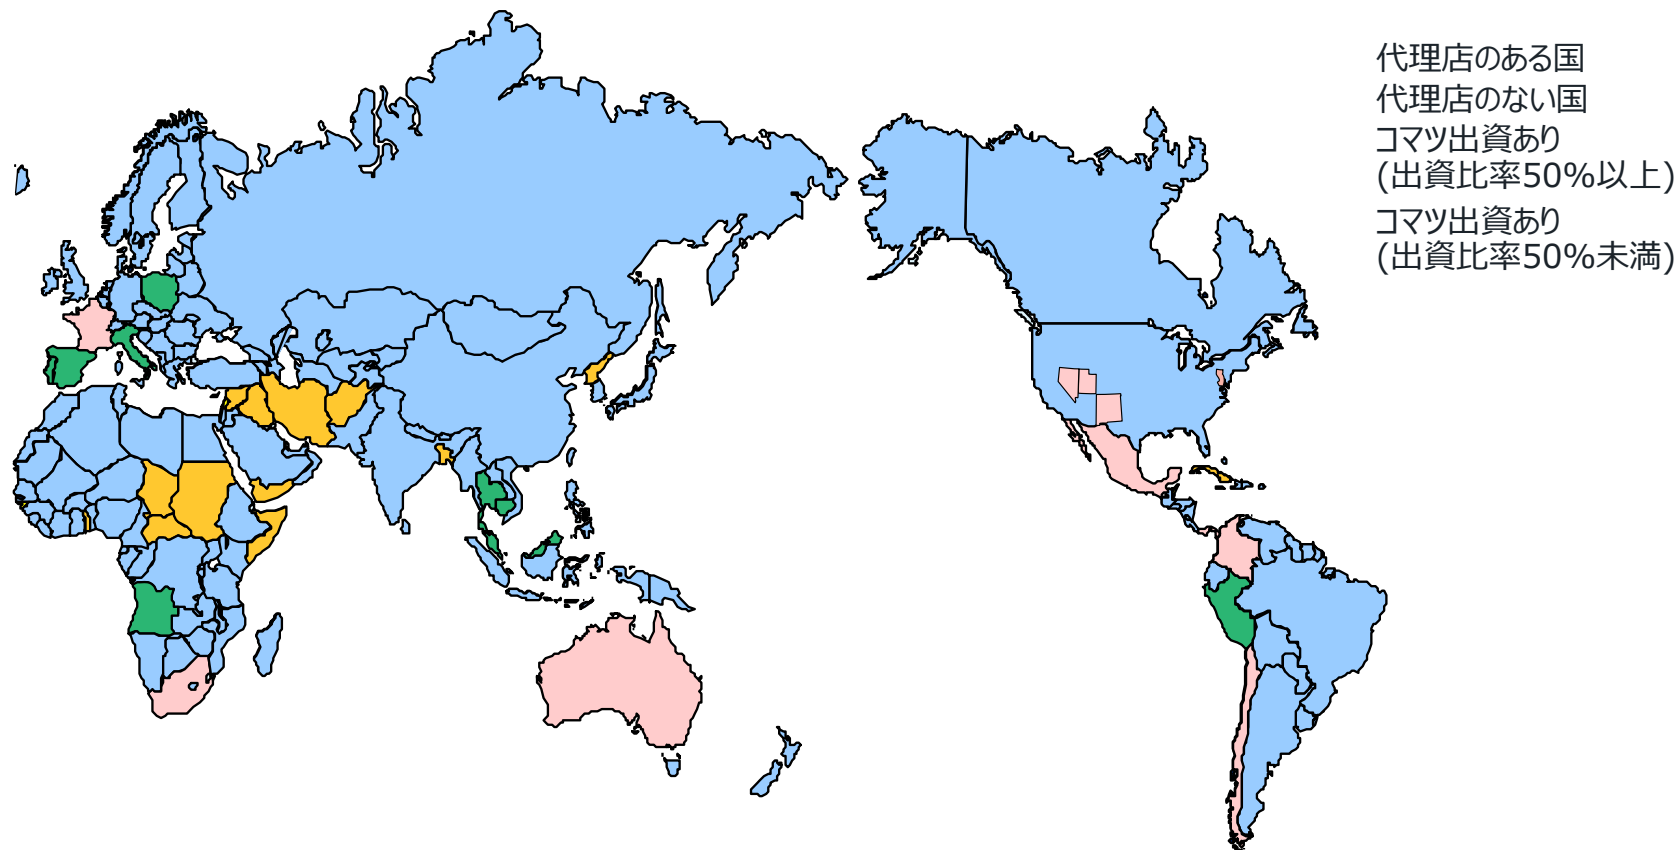 代理店のある国
代理店のない国
コマツ出資あり
(出資比率50%以上)
コマツ出資あり
(出資比率50%未満)